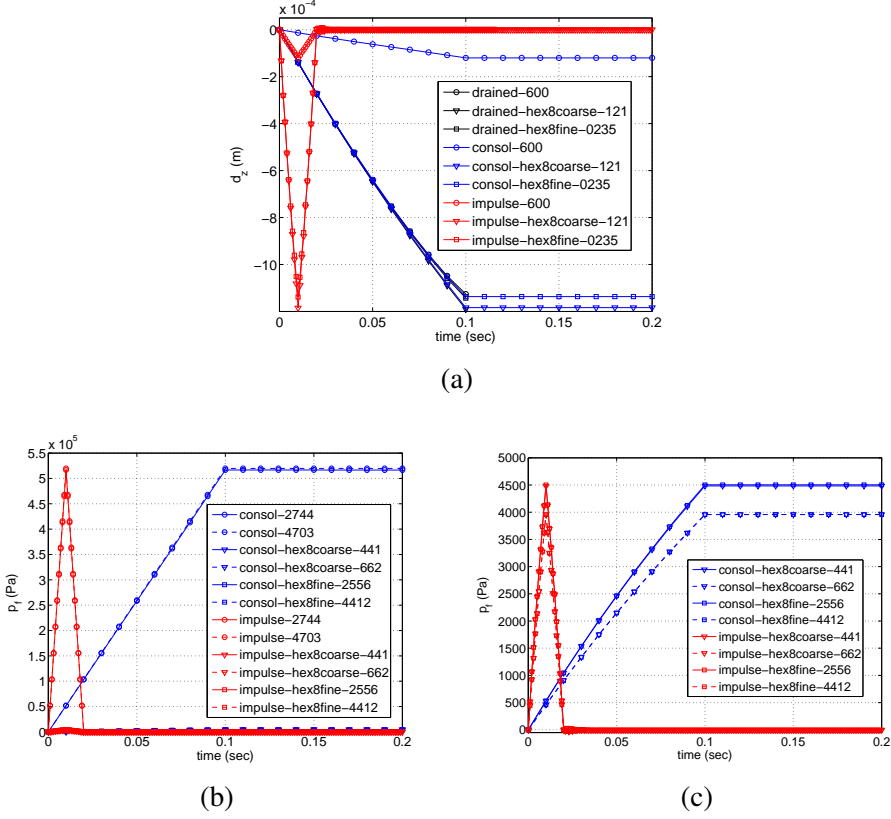 x 10⁻⁴
0
−2
−4
−6
−8
−10
d_z (m)
drained−600
drained−hex8coarse−121
drained−hex8fine−0235
consol−600
consol−hex8coarse−121
consol−hex8fine−0235
impulse−600
impulse−hex8coarse−121
impulse−hex8fine−0235
0 0.05 0.1 0.15 0.2
time (sec)
(a)
x 10⁵
5.5
5
4.5
4
3.5
3
2.5
2
1.5
1
0.5
0
p_f (Pa)
consol−2744
consol−4703
consol−hex8coarse−441
consol−hex8coarse−662
consol−hex8fine−2556
consol−hex8fine−4412
impulse−2744
impulse−4703
impulse−hex8coarse−441
impulse−hex8coarse−662
impulse−hex8fine−2556
impulse−hex8fine−4412
0 0.05 0.1 0.15 0.2
time (sec)
(b)
5000
4500
4000
3500
3000
2500
2000
1500
1000
500
0
p_f (Pa)
consol−hex8coarse−441
consol−hex8coarse−662
consol−hex8fine−2556
consol−hex8fine−4412
impulse−hex8coarse−441
impulse−hex8coarse−662
impulse−hex8fine−2556
impulse−hex8fine−4412
0 0.05 0.1 0.15 0.2
time (sec)
(c)